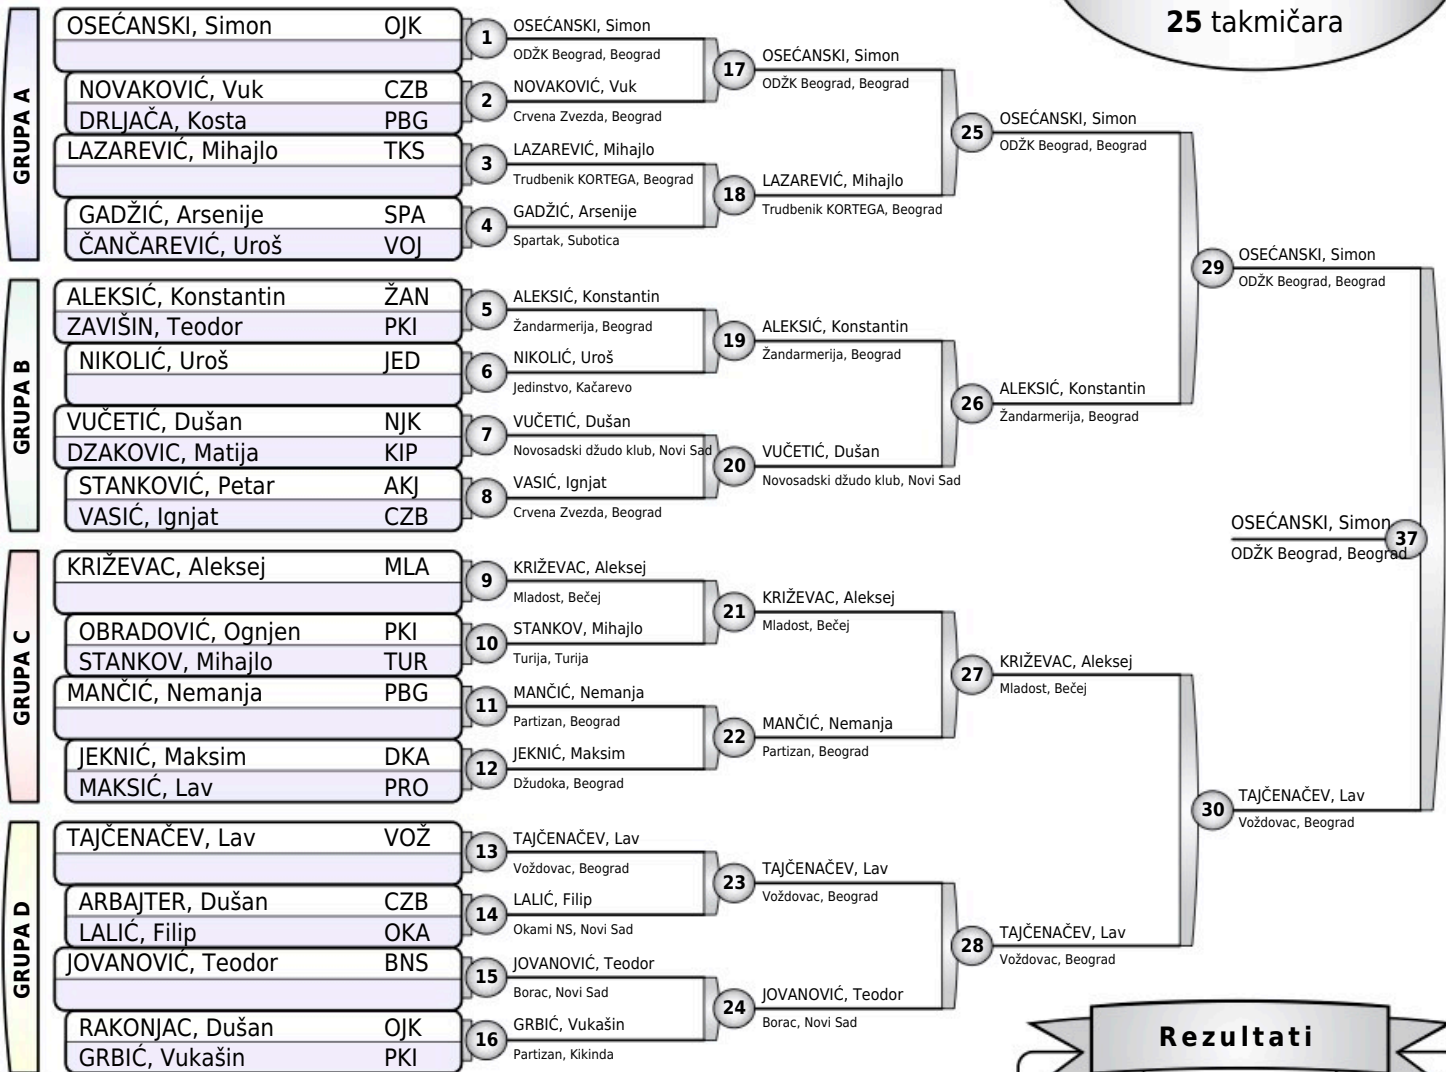 25 takmičara
GRUPA A
OSEĆANSKI, Simon OJK
NOVAKOVIĆ, Vuk CZB
DRLJAČA, Kosta PBG
LAZAREVIĆ, Mihajlo TKS
GADŽIĆ, Arsenije SPA
ČANČAREVIĆ, Uroš VOJ
GRUPA B
ALEKSIĆ, Konstantin ŽAN
ZAVIŠIN, Teodor PKI
NIKOLIĆ, Uroš JED
VUČETIĆ, Dušan NJK
DZAKOVIC, Matija KIP
STANKOVIĆ, Petar AKJ
VASIĆ, Ignjat CZB
GRUPA C
KRIŽEVAC, Aleksej MLA
OBRADOVIĆ, Ognjen PKI
STANKOV, Mihajlo TUR
MANČIĆ, Nemanja PBG
JEKNIĆ, Maksim DKA
MAKSIĆ, Lav PRO
GRUPA D
TAJČENAČEV, Lav VOŽ
ARBAJTER, Dušan CZB
LALIĆ, Filip OKA
JOVANOVIĆ, Teodor BNS
RAKONJAC, Dušan OJK
GRBIĆ, Vukašin PKI
1 OSEĆANSKI, Simon
ODŽK Beograd, Beograd
2 NOVAKOVIĆ, Vuk
Crvena Zvezda, Beograd
3 LAZAREVIĆ, Mihajlo
Trudbenik KORTEGA, Beograd
4 GADŽIĆ, Arsenije
Spartak, Subotica
5 ALEKSIĆ, Konstantin
Žandarmerija, Beograd
6 NIKOLIĆ, Uroš
Jedinstvo, Kačarevo
7 VUČETIĆ, Dušan
Novosadski džudo klub, Novi Sad
8 VASIĆ, Ignjat
Crvena Zvezda, Beograd
9 KRIŽEVAC, Aleksej
Mladost, Bečej
10 STANKOV, Mihajlo
Turija, Turija
11 MANČIĆ, Nemanja
Partizan, Beograd
12 JEKNIĆ, Maksim
Džudoka, Beograd
13 TAJČENAČEV, Lav
Voždovac, Beograd
14 LALIĆ, Filip
Okami NS, Novi Sad
15 JOVANOVIĆ, Teodor
Borac, Novi Sad
16 GRBIĆ, Vukašin
Partizan, Kikinda
17 OSEĆANSKI, Simon
ODŽK Beograd, Beograd
18 LAZAREVIĆ, Mihajlo
Trudbenik KORTEGA, Beograd
19 ALEKSIĆ, Konstantin
Žandarmerija, Beograd
20 VUČETIĆ, Dušan
Novosadski džudo klub, Novi Sad
21 KRIŽEVAC, Aleksej
Mladost, Bečej
22 MANČIĆ, Nemanja
Partizan, Beograd
23 TAJČENAČEV, Lav
Voždovac, Beograd
24 JOVANOVIĆ, Teodor
Borac, Novi Sad
25 OSEĆANSKI, Simon
ODŽK Beograd, Beograd
26 ALEKSIĆ, Konstantin
Žandarmerija, Beograd
27 KRIŽEVAC, Aleksej
Mladost, Bečej
28 TAJČENAČEV, Lav
Voždovac, Beograd
29 OSEĆANSKI, Simon
ODŽK Beograd, Beograd
30 TAJČENAČEV, Lav
Voždovac, Beograd
OSEĆANSKI, Simon 37
ODŽK Beograd, Beograd
Rezultati